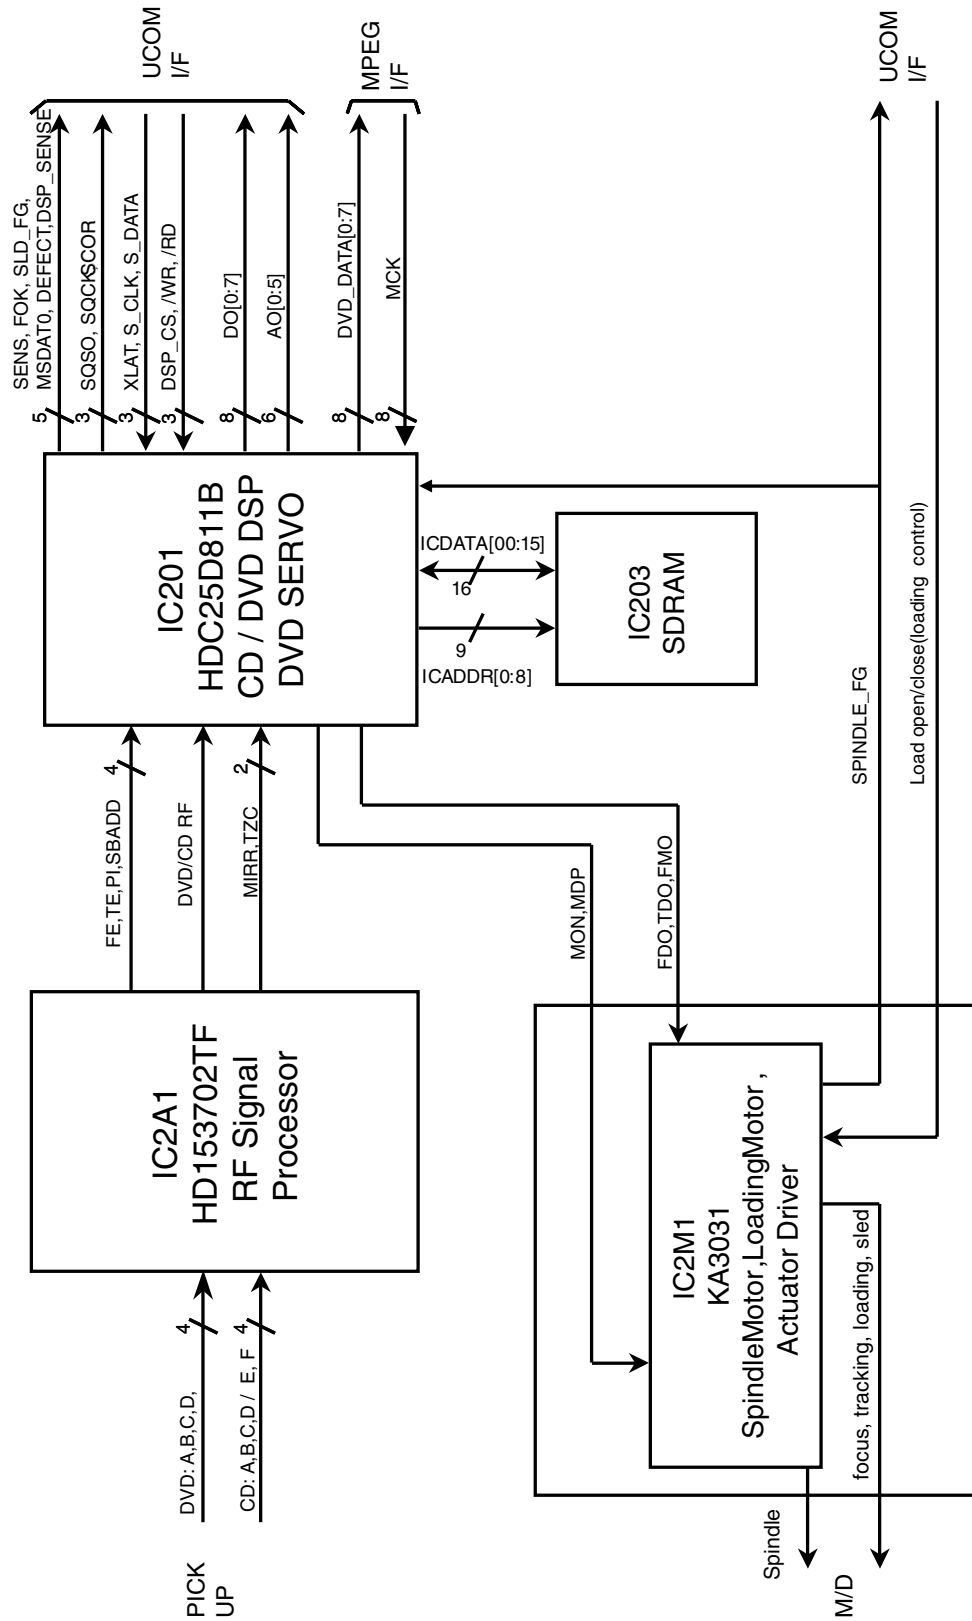 PICK
UP
DVD: A,B,C,D,
4
CD: A,B,C,D / E, F
4
IC2A1
HD153702TF
RF Signal
Processor
FE,TE,PI,SBADD
4
DVD/CD RF
MIRR,TZC
2
IC201
HDC25D811B
CD / DVD DSP
DVD SERVO
SENS, FOK, SLD_FG,
MSDAT0, DEFECT,DSP_SENSE
5
SQSO, SQCK,SCOR
3
XLAT, S_CLK, S_DATA
3
DSP_CS, /WR, /RD
3
DO[0:7]
8
AO[0:5]
6
UCOM
I/F
DVD_DATA[0:7]
8
MCK
8
MPEG
I/F
ICDATA[00:15]
16
9
ICADDR[0:8]
IC203
SDRAM
MON,MDP
FDO,TDO,FMO
IC2M1
KA3031
SpindleMotor,LoadingMotor ,
Actuator Driver
SPINDLE_FG
Load open/close(loading control)
UCOM
I/F
Spindle
focus, tracking, loading, sled
M/D